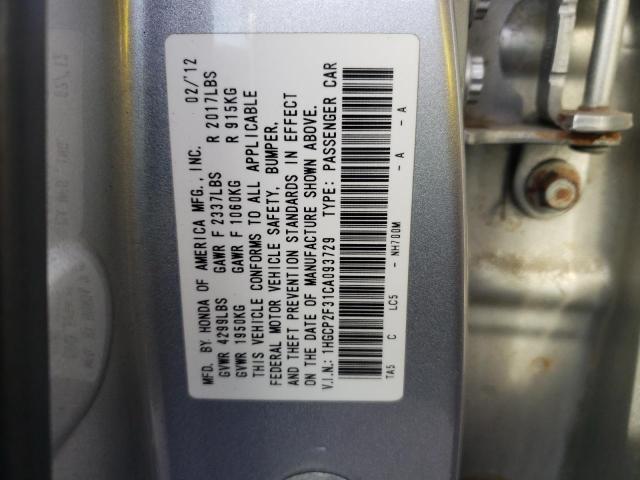 MFD. BY HONDA OF AMERICA MFG., INC. 02/'12
GVWR 4299LBS GAWR F 2337LBS R 2017LBS
GVWR 1950KG GAWR F 1060KG R 915KG
THIS VEHICLE CONFORMS TO ALL APPLICABLE
FEDERAL MOTOR VEHICLE SAFETY, BUMPER,
AND THEFT PREVENTION STANDARDS IN EFFECT
ON THE DATE OF MANUFACTURE SHOWN ABOVE.
V.I.N.: 1HGCP2F31CA093729 TYPE: PASSENGER CAR
TA5 C LC5 - NH700M - A - A